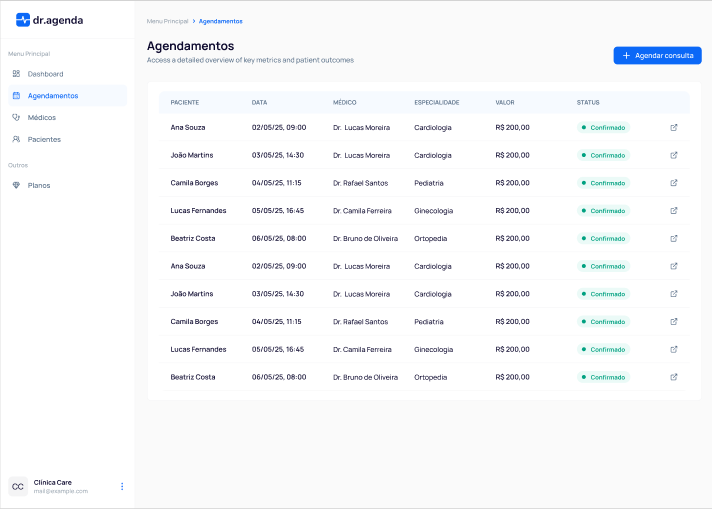 dr.agenda
Menu Principal
Dashboard
Agendamentos
Médicos
Pacientes
Outros
Planos
CC
Clínica Care
mail@example.com
Menu Principal > Agendamentos
Agendamentos
Access a detailed overview of key metrics and patient outcomes
+ Agendar consulta
PACIENTE DATA MÉDICO ESPECIALIDADE VALOR STATUS
Ana Souza 02/05/25, 09:00 Dr. Lucas Moreira Cardiologia R$ 200,00 Confirmado
João Martins 03/05/25, 14:30 Dr. Lucas Moreira Cardiologia R$ 200,00 Confirmado
Camila Borges 04/05/25, 11:15 Dr. Rafael Santos Pediatria R$ 200,00 Confirmado
Lucas Fernandes 05/05/25, 16:45 Dr. Camila Ferreira Ginecologia R$ 200,00 Confirmado
Beatriz Costa 06/05/25, 08:00 Dr. Bruno de Oliveira Ortopedia R$ 200,00 Confirmado
Ana Souza 02/05/25, 09:00 Dr. Lucas Moreira Cardiologia R$ 200,00 Confirmado
João Martins 03/05/25, 14:30 Dr. Lucas Moreira Cardiologia R$ 200,00 Confirmado
Camila Borges 04/05/25, 11:15 Dr. Rafael Santos Pediatria R$ 200,00 Confirmado
Lucas Fernandes 05/05/25, 16:45 Dr. Camila Ferreira Ginecologia R$ 200,00 Confirmado
Beatriz Costa 06/05/25, 08:00 Dr. Bruno de Oliveira Ortopedia R$ 200,00 Confirmado